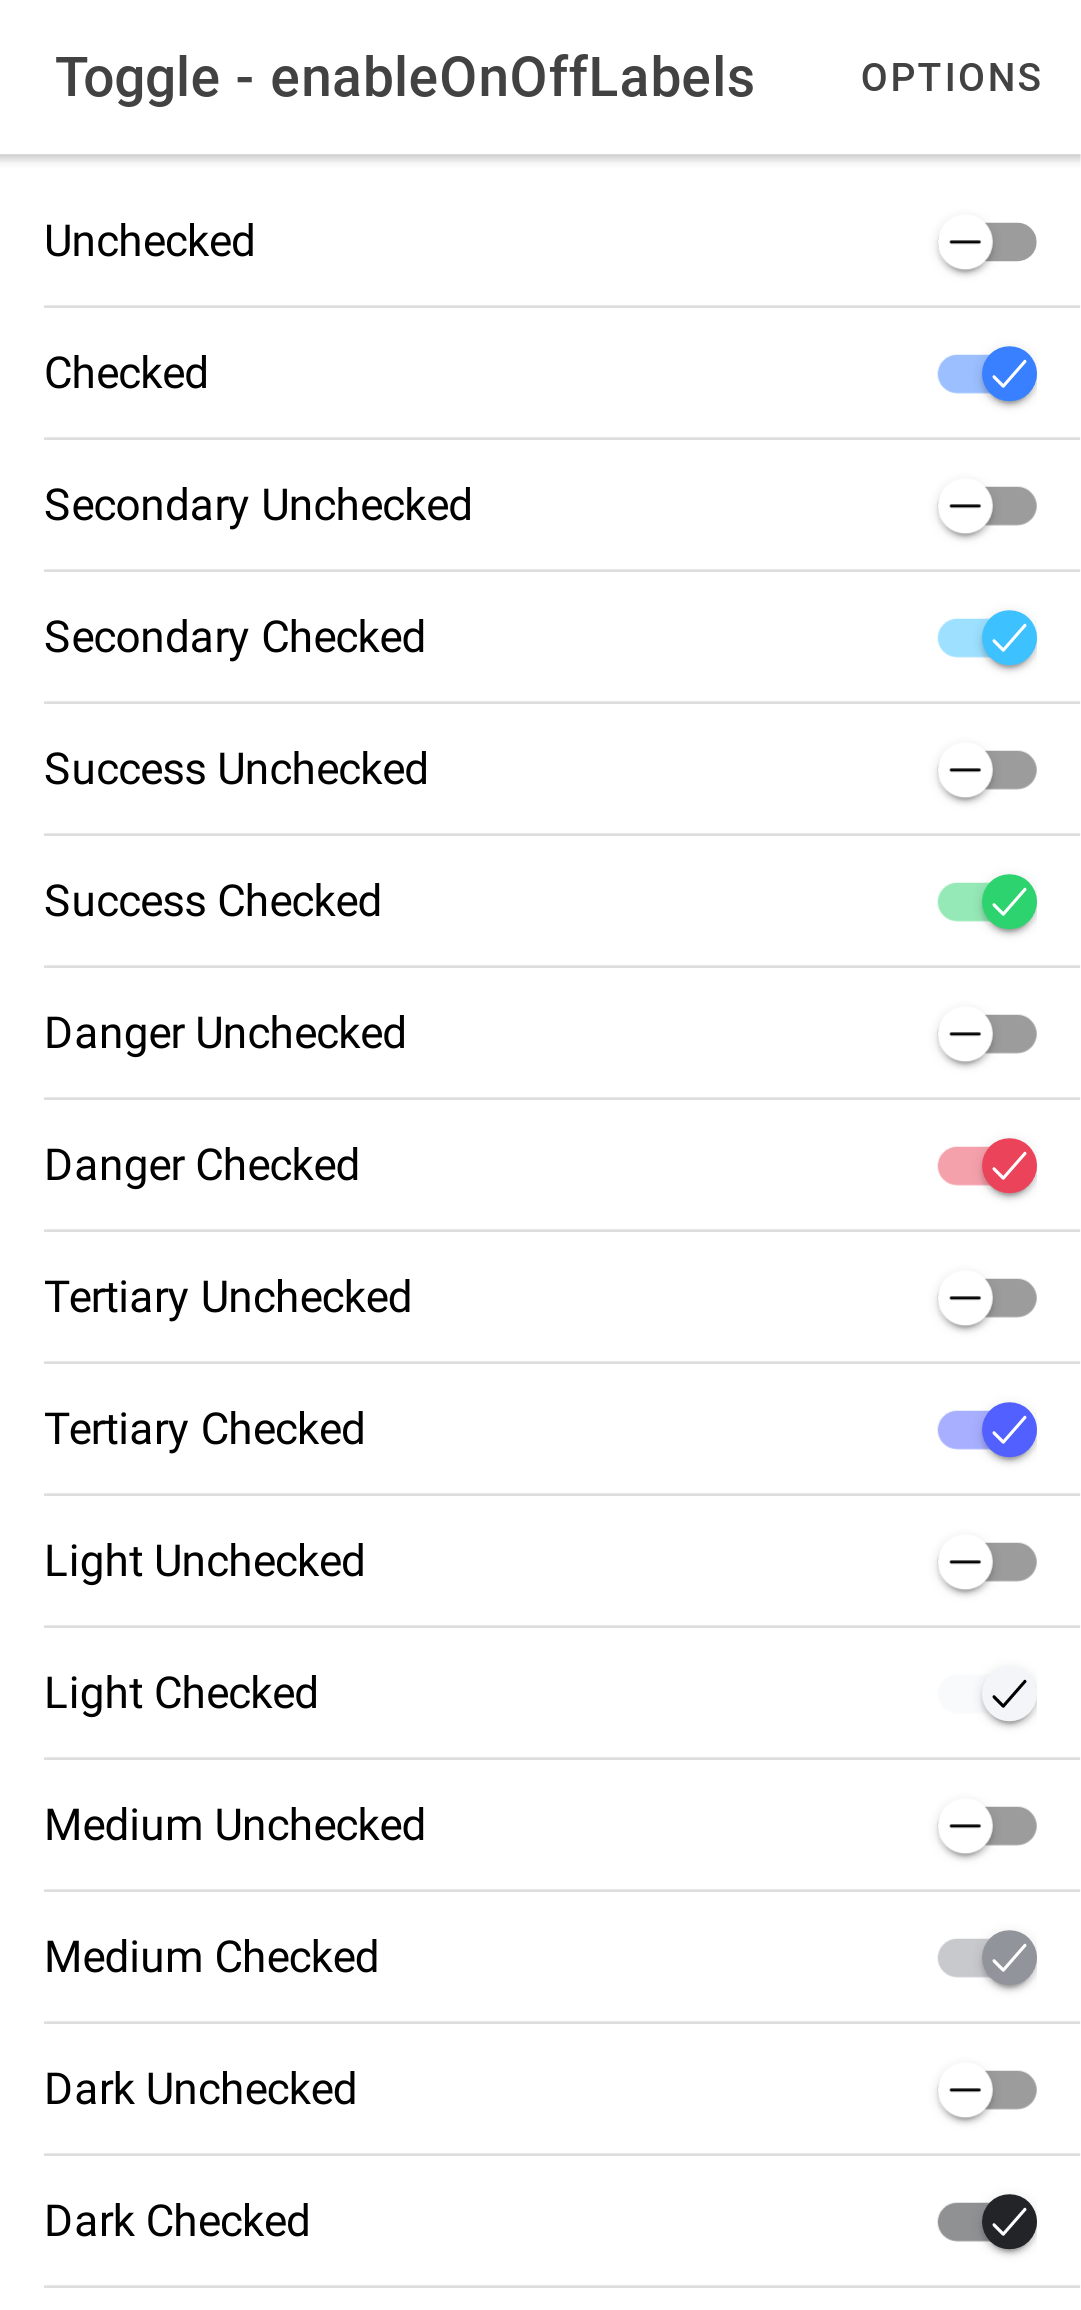 Toggle - enableOnOffLabels OPTIONS
Unchecked
Checked
Secondary Unchecked
Secondary Checked
Success Unchecked
Success Checked
Danger Unchecked
Danger Checked
Tertiary Unchecked
Tertiary Checked
Light Unchecked
Light Checked
Medium Unchecked
Medium Checked
Dark Unchecked
Dark Checked